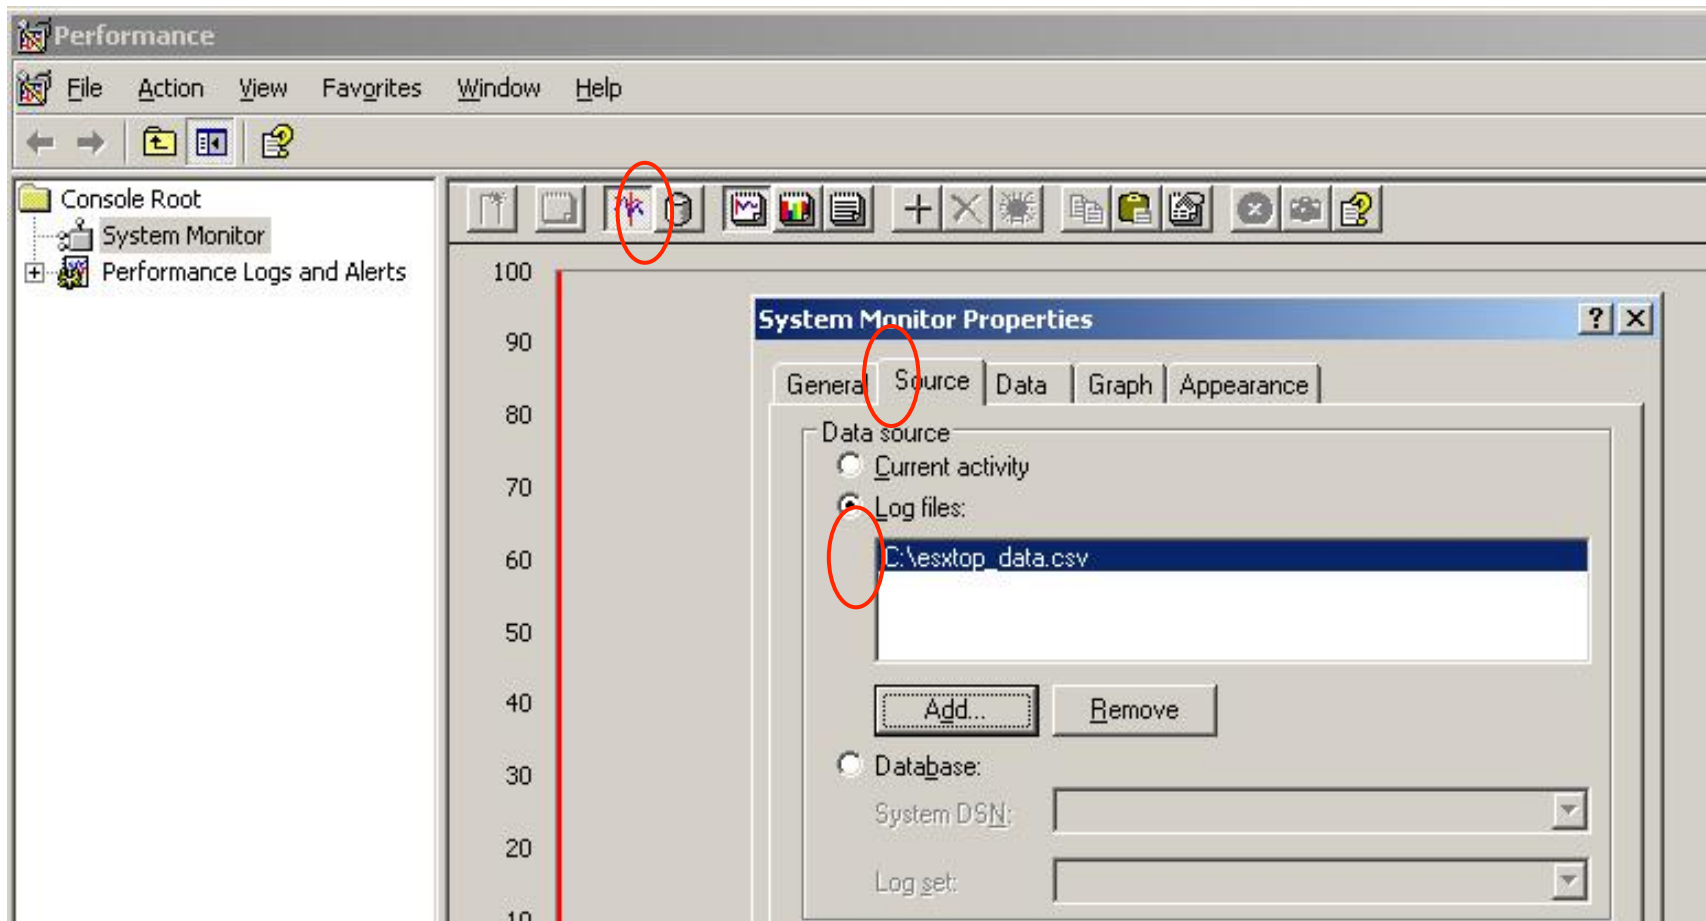 Performance
File Action View Favorites Window Help
Console Root
System Monitor
Performance Logs and Alerts
100
90
80
70
60
50
40
30
20
10
System Monitor Properties
General Source Data Graph Appearance
Data source
Current activity
Log files:
C:\esxtop_data.csv
Add... Remove
Database:
System DSN:
Log set: